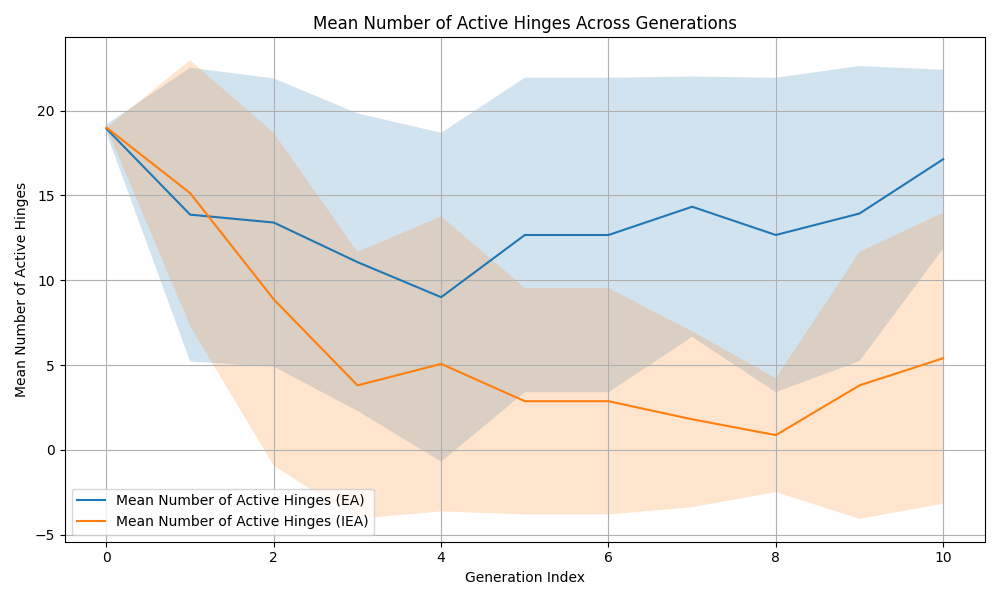 Mean Number of Active Hinges Across Generations
Mean Number of Active Hinges
20
15
10
5
0
−5
Mean Number of Active Hinges (EA)
Mean Number of Active Hinges (IEA)
0 2 4 6 8 10
Generation Index